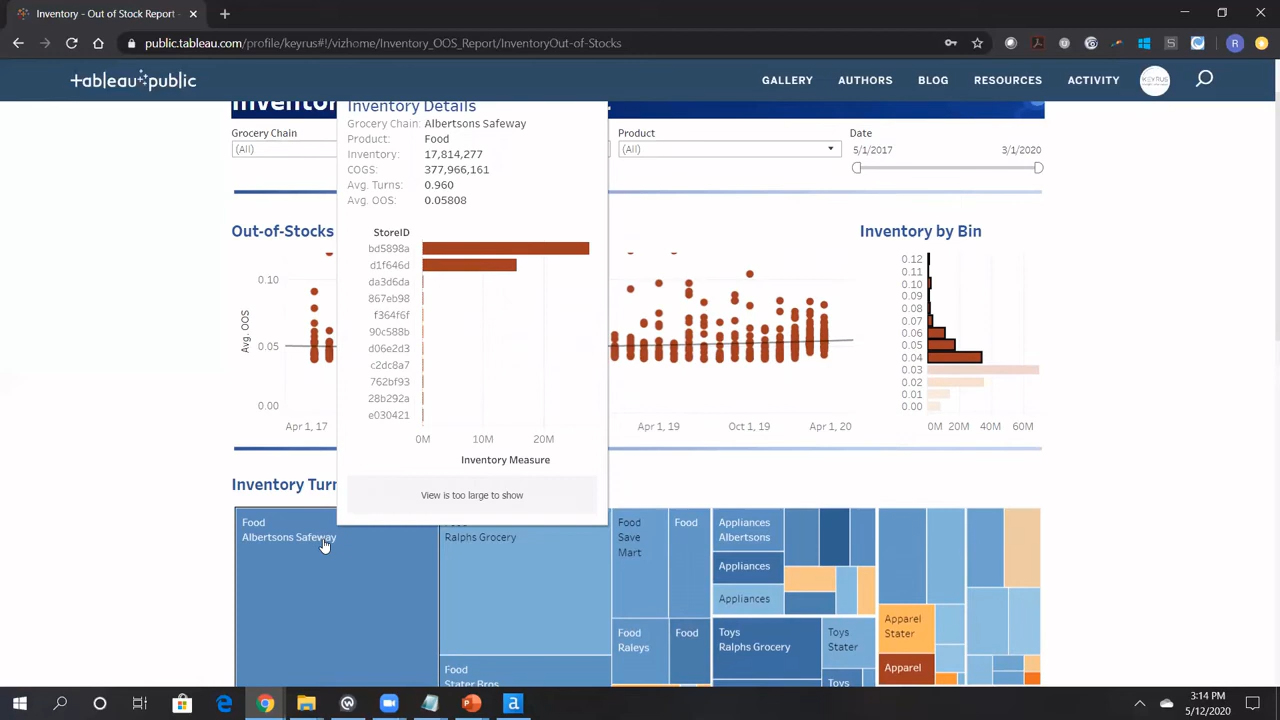 Inventory - Out of Stock Report
public.tableau.com/profile/keyrus#!/vizhome/Inventory_OOS_Report/InventoryOut-of-Stocks
R
+ableau public
GALLERY AUTHORS BLOG RESOURCES ACTIVITY
KEYRUS
Inventor
Grocery Chain
(All)
Product
(All)
Date
5/1/2017 3/1/2020
Inventory Details
Grocery Chain: Albertsons Safeway
Product: Food
Inventory: 17,814,277
COGS: 377,966,161
Avg. Turns: 0.960
Avg. OOS: 0.05808
StoreID
bd5898a
d1f646d
da3d6da
867eb98
f364f6f
90c588b
d06e2d3
c2dc8a7
762bf93
28b292a
e030421
0M 10M 20M
Inventory Measure
View is too large to show
Out-of-Stocks
Avg. OOS
0.10
0.05
0.00
Apr 1, 17 Apr 1, 19 Oct 1, 19 Apr 1, 20
Inventory by Bin
0.12
0.11
0.10
0.09
0.08
0.07
0.06
0.05
0.04
0.03
0.02
0.01
0.00
0M 20M 40M 60M
Inventory Turn
Food
Albertsons Safeway
Ralphs Grocery
Food
Stater Bros
Food
Save
Mart
Food
Food
Raleys
Food
Appliances
Albertsons
Appliances
Appliances
Toys
Ralphs Grocery
Toys
Stater
Toys
Apparel
Stater
Apparel
3:14 PM
5/12/2020